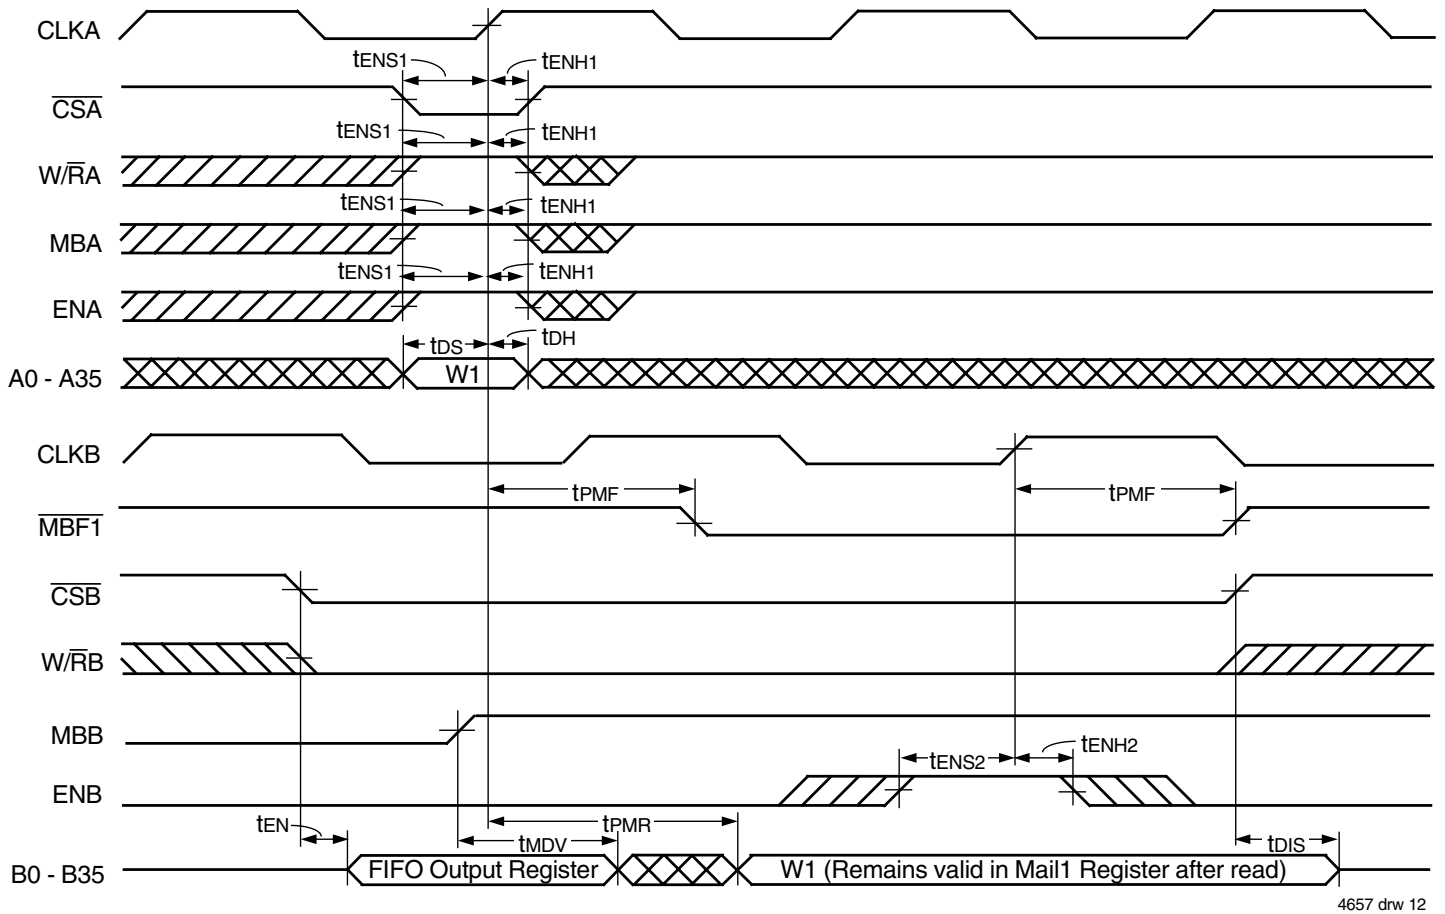 CLKA
tENS1 tENH1
CSA
tENS1 tENH1
W/RA
tENS1 tENH1
MBA
tENS1 tENH1
ENA
tDS tDH
A0 - A35 W1
CLKB
tPMF tPMF
MBF1
CSB
W/RB
MBB
tENS2 tENH2
ENB
tEN tPMR
tMDV tDIS
B0 - B35 FIFO Output Register W1 (Remains valid in Mail1 Register after read)
4657 drw 12